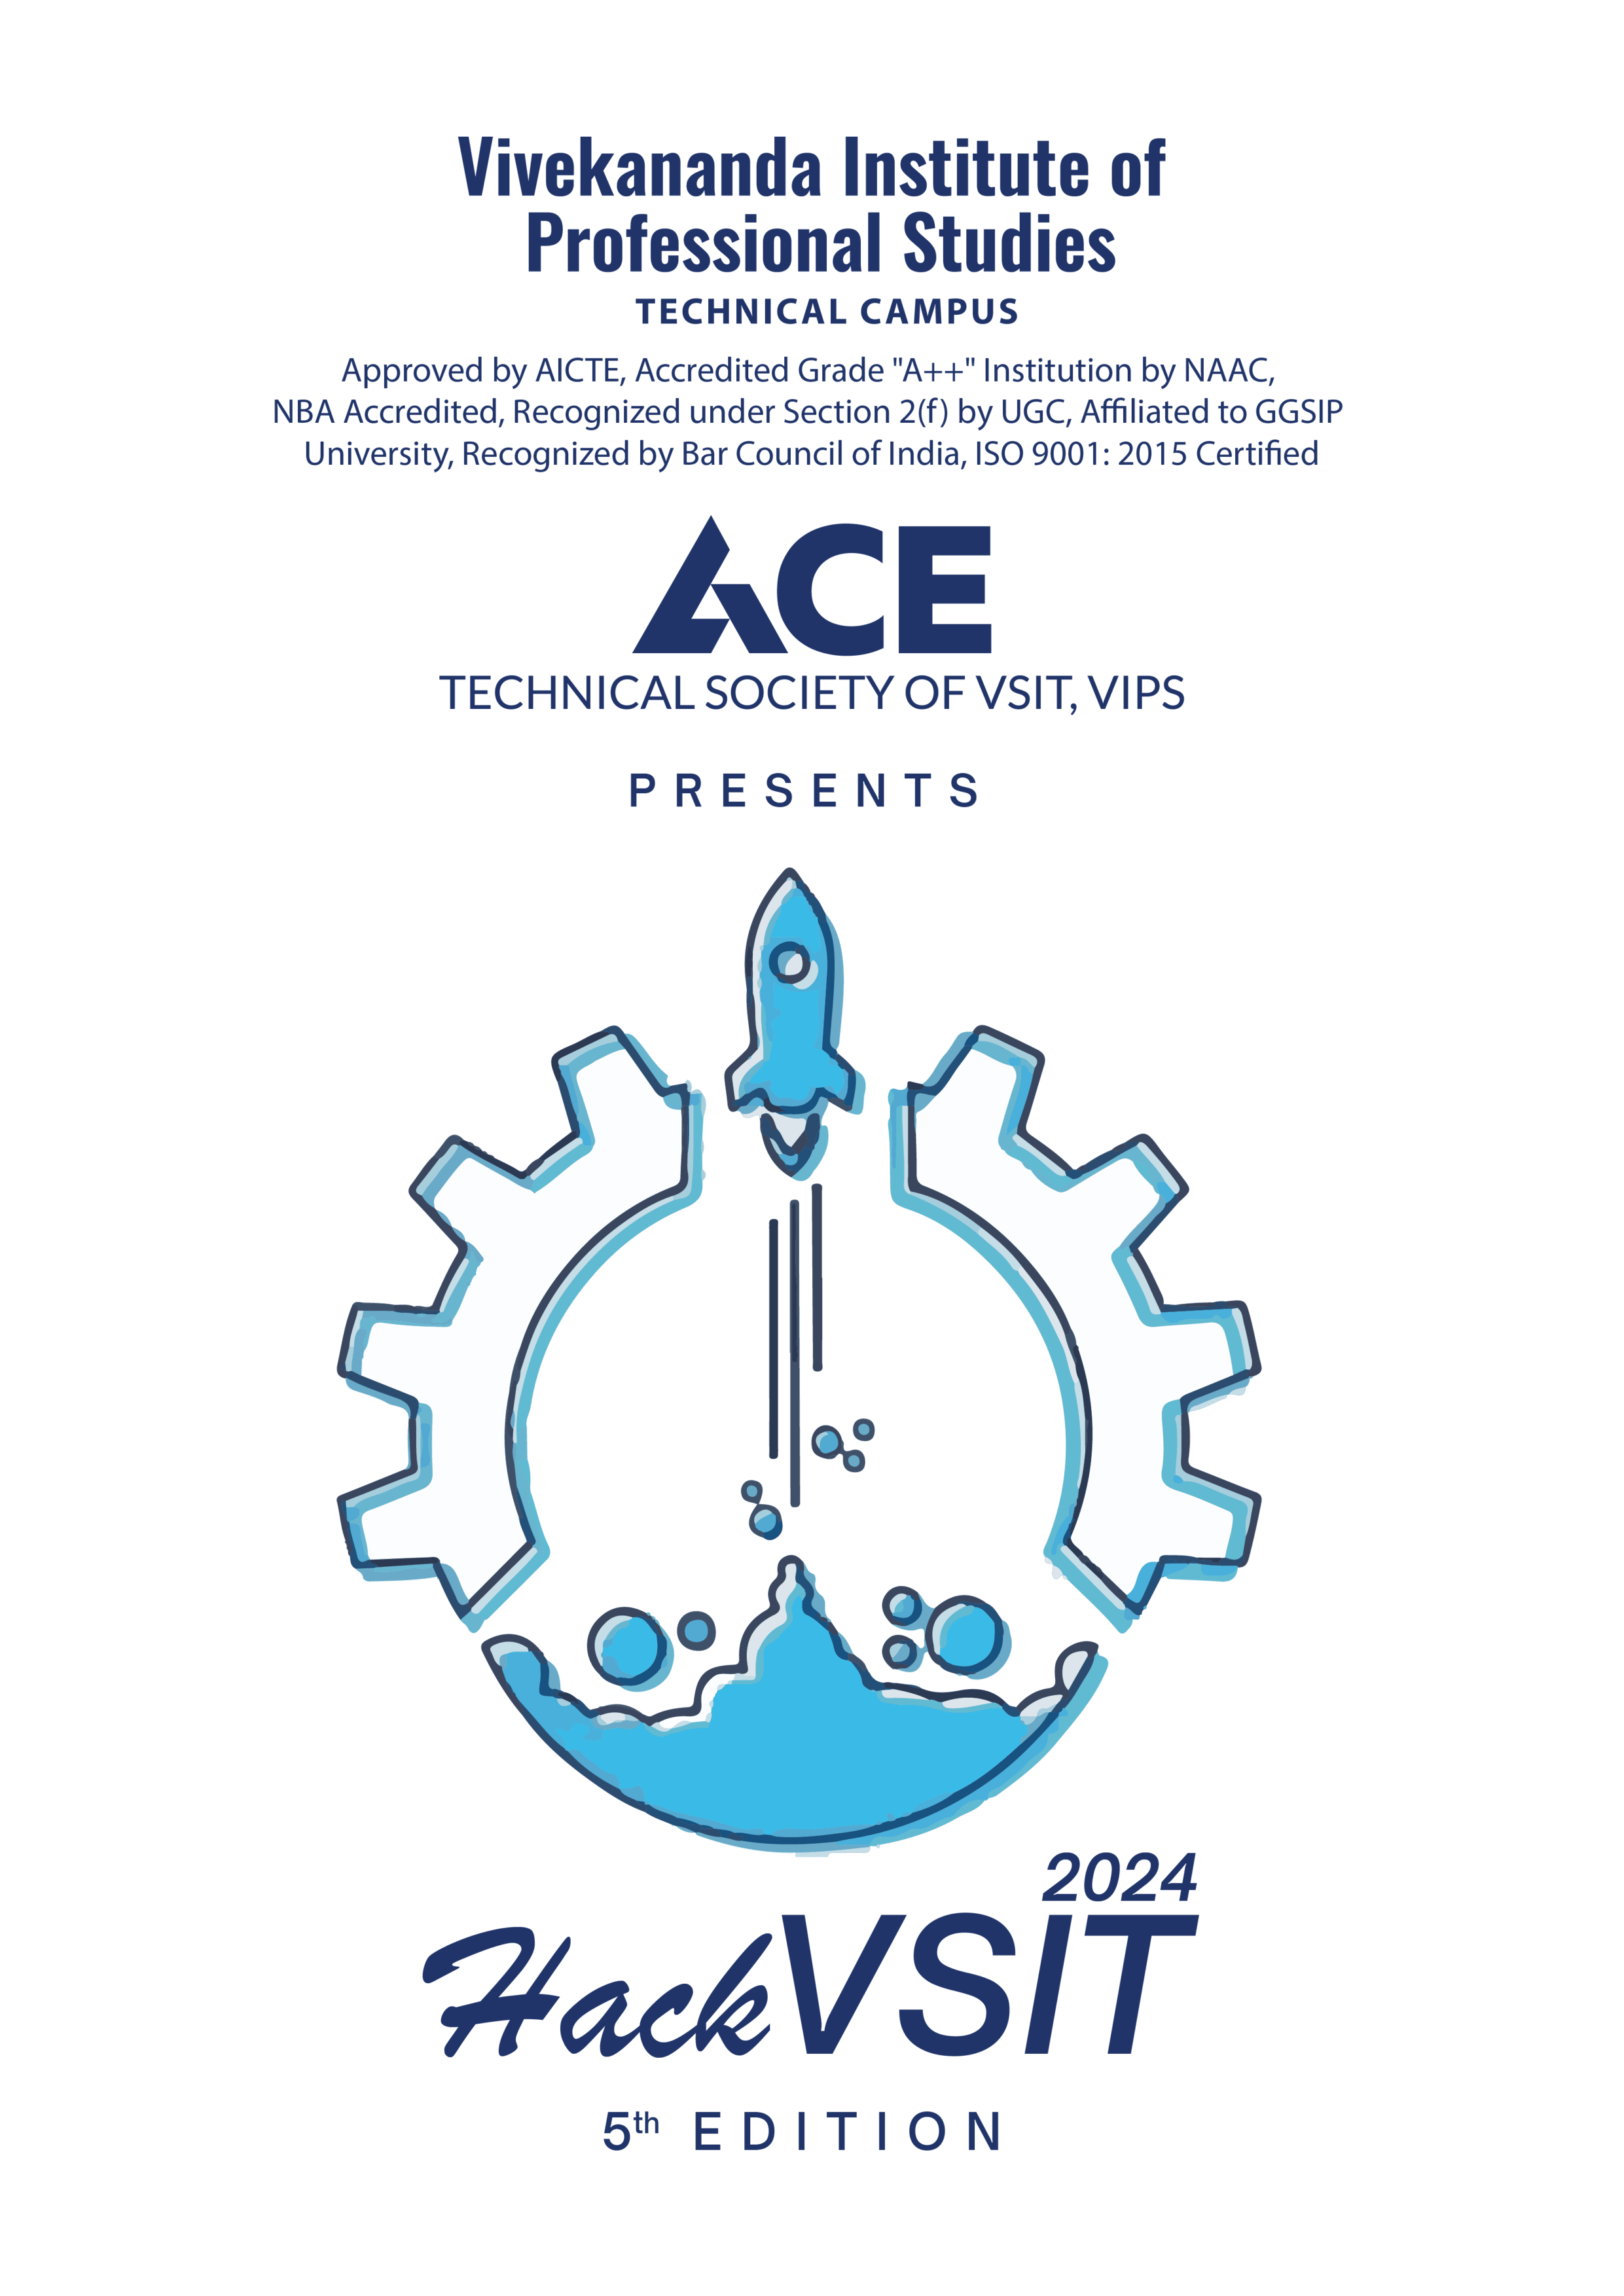 Vivekananda Institute of
Professional Studies
TECHNICAL CAMPUS
Approved by AICTE, Accredited Grade "A++" Institution by NAAC,
NBA Accredited, Recognized under Section 2(f) by UGC, Affiliated to GGSIP
University, Recognized by Bar Council of India, ISO 9001: 2015 Certified
ACE
TECHNICAL SOCIETY OF VSIT, VIPS
PRESENTS
2024
HackVSIT
5th EDITION